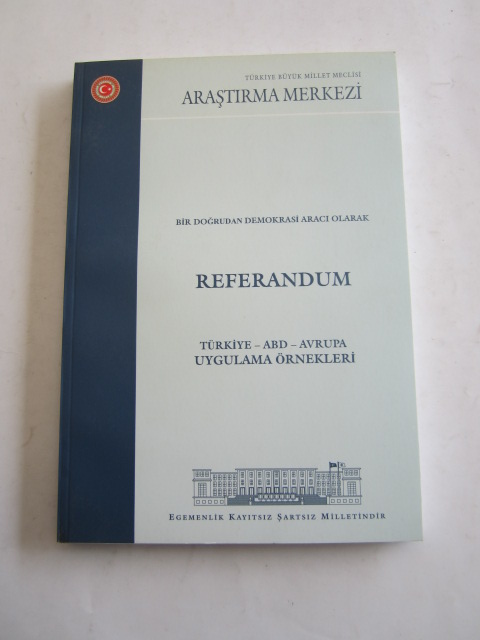 TÜRKİYE BÜYÜK MİLLET MECLİSİ
ARAŞTIRMA MERKEZİ
BİR DOĞRUDAN DEMOKRASİ ARACI OLARAK
REFERANDUM
TÜRKİYE – ABD – AVRUPA
UYGULAMA ÖRNEKLERİ
EGEMENLİK KAYITSIZ ŞARTSIZ MİLLETİNDİR